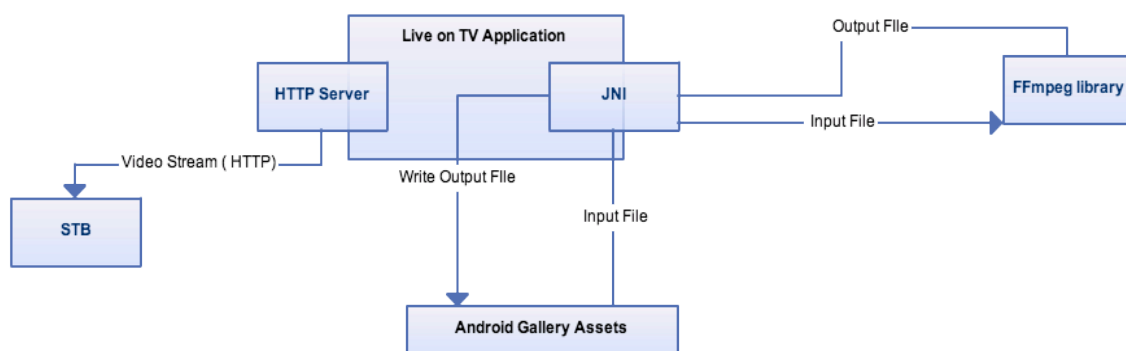 Live on TV Application
Output FIle
HTTP Server
JNI
FFmpeg library
Input File
Video Stream ( HTTP)
Write Output FIle
STB
Input File
Android Gallery Assets